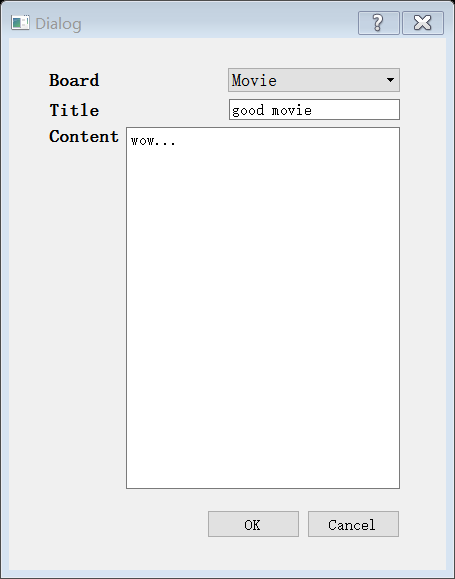 Dialog
Board Movie
Title good movie
Content wow...
OK Cancel